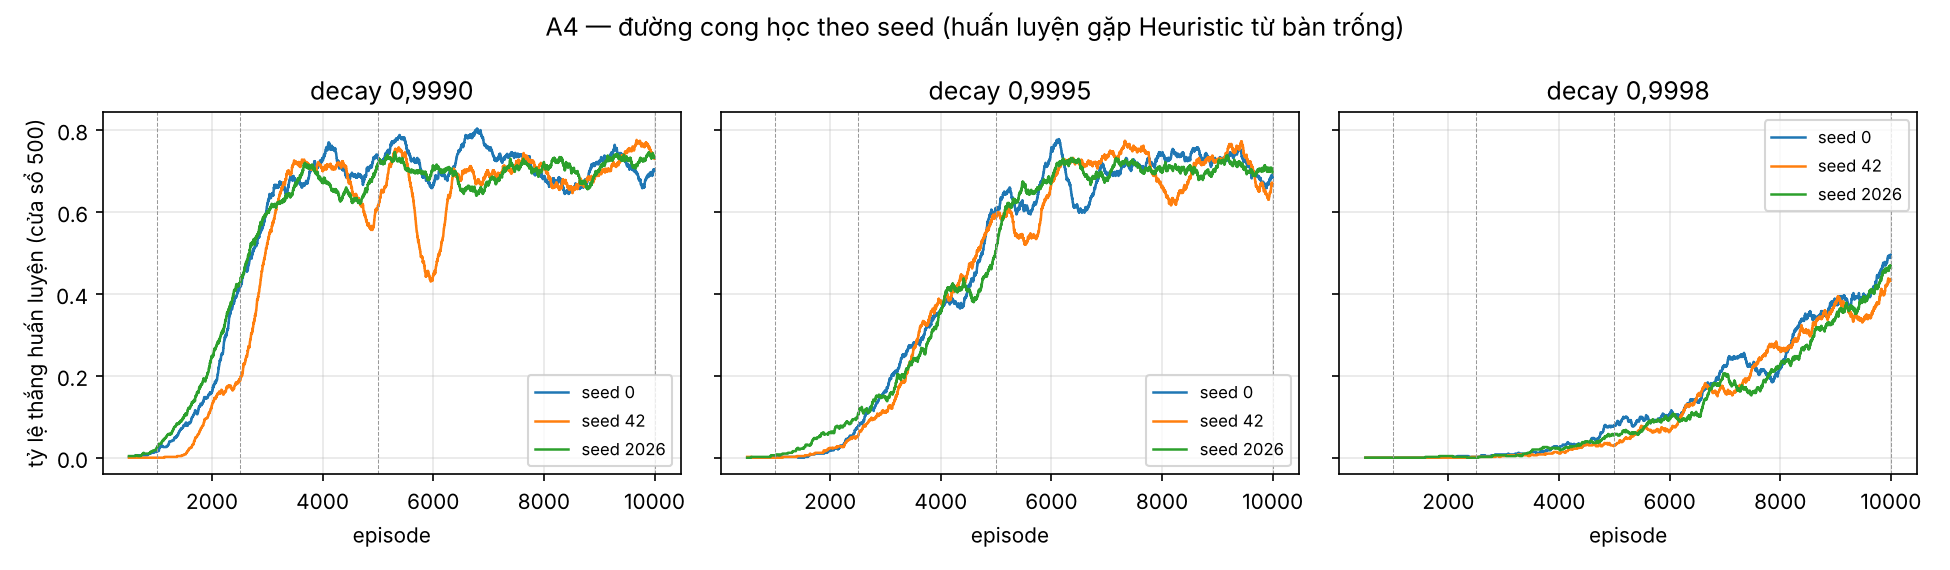 A4 — đường cong học theo seed (huấn luyện gặp Heuristic từ bàn trống)
decay 0,9990
tỷ lệ thắng huấn luyện (cửa sổ 500)
0.8
0.6
0.4
0.2
0.0
seed 0
seed 42
seed 2026
2000 4000 6000 8000 10000
episode
decay 0,9995
seed 0
seed 42
seed 2026
2000 4000 6000 8000 10000
episode
decay 0,9998
seed 0
seed 42
seed 2026
2000 4000 6000 8000 10000
episode